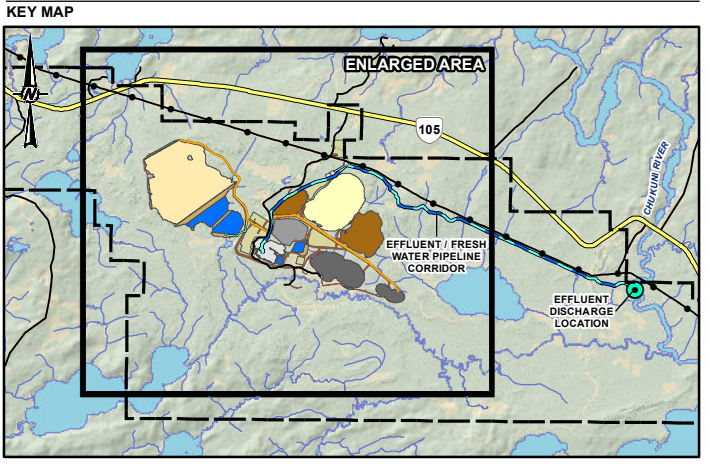 KEY MAP
ENLARGED AREA
N
105
CHUKUNI RIVER
EFFLUENT / FRESH
WATER PIPELINE
CORRIDOR
EFFLUENT
DISCHARGE
LOCATION